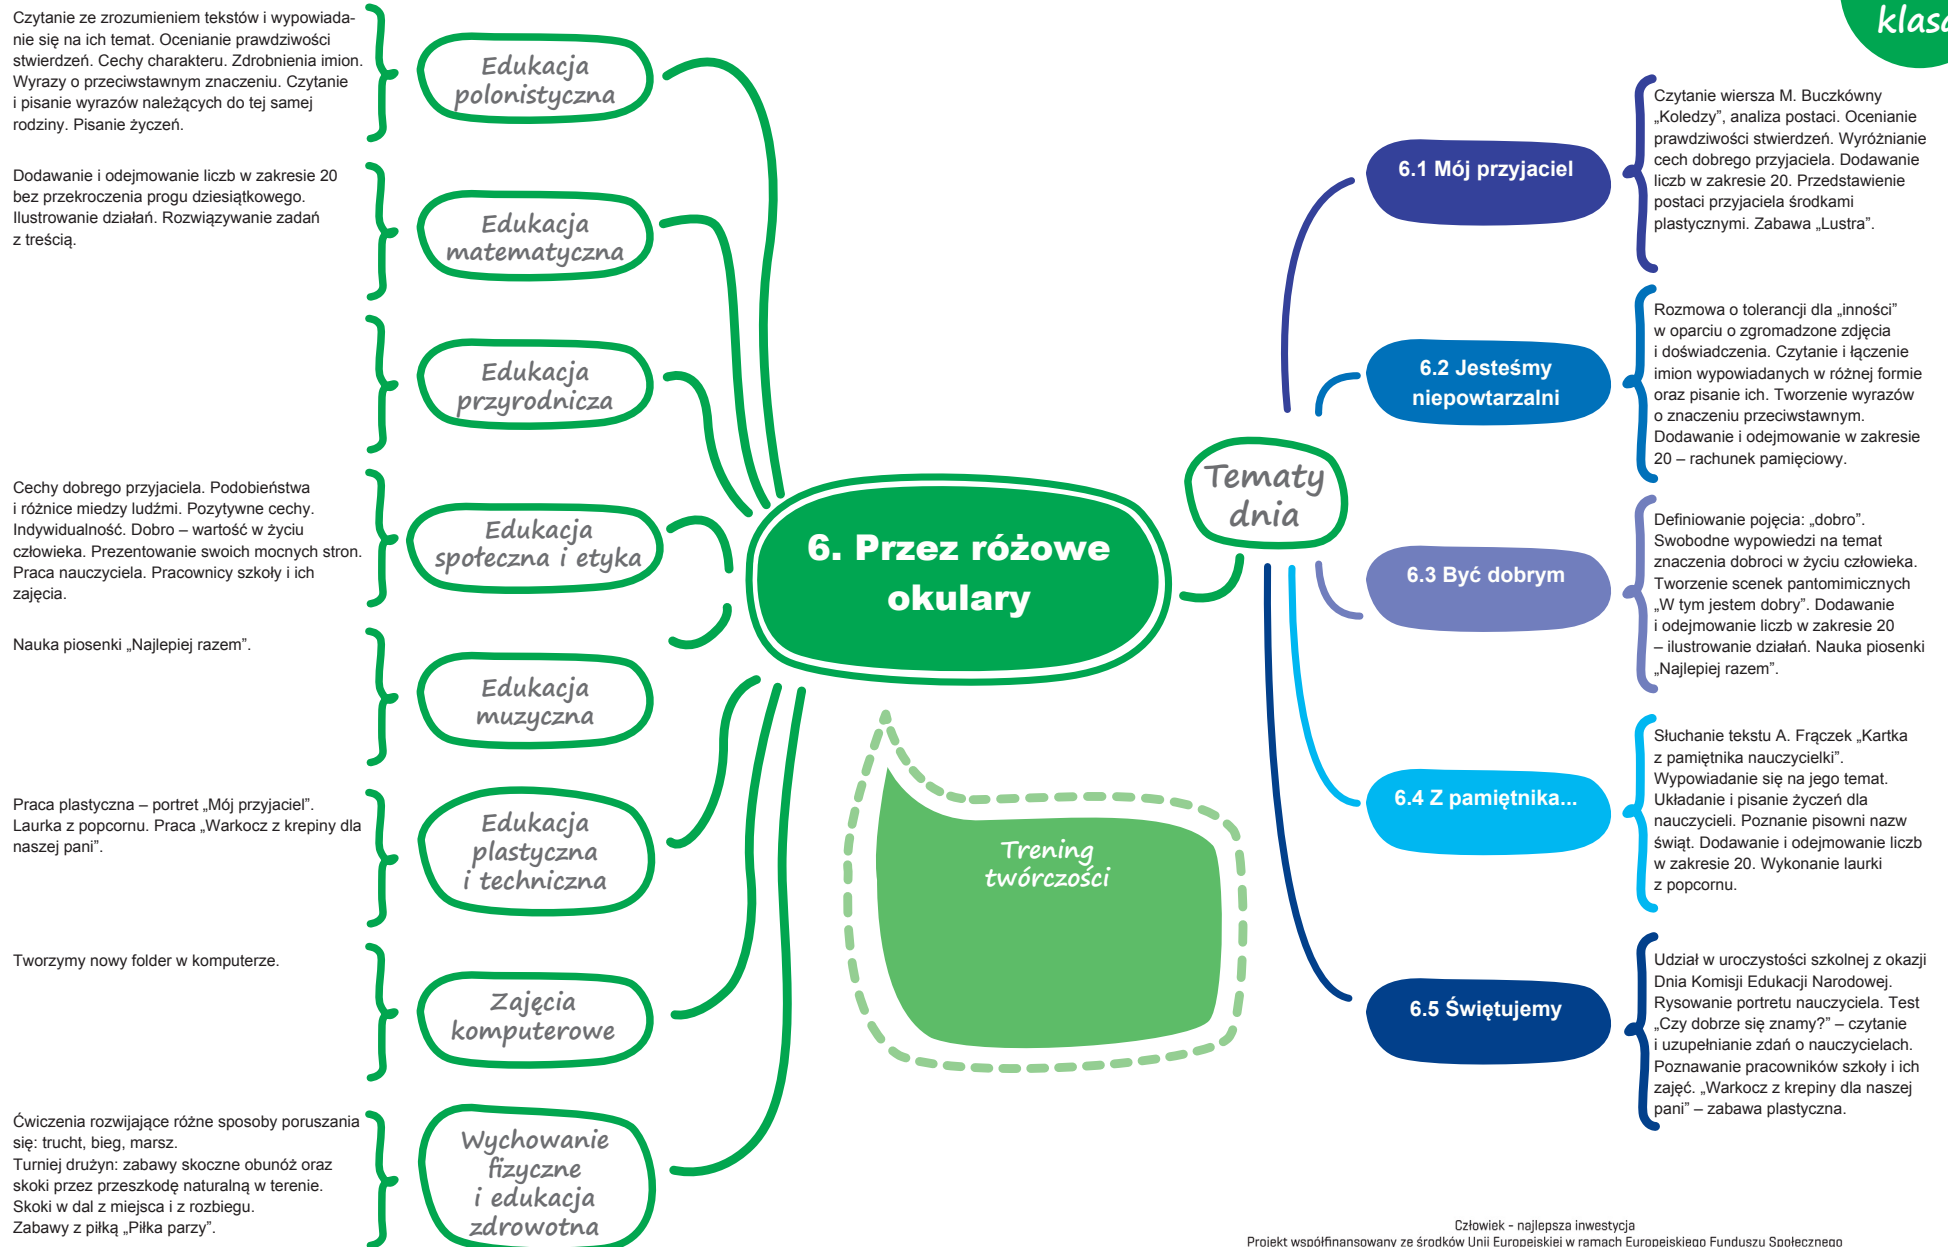 Czytanie ze zrozumieniem tekstów i wypowiada-
nie się na ich temat. Ocenianie prawdziwości
stwierdzeń. Cechy charakteru. Zdrobnienia imion.
Wyrazy o przeciwstawnym znaczeniu. Czytanie
i pisanie wyrazów należących do tej samej
rodziny. Pisanie życzeń.
Edukacja
polonistyczna
Dodawanie i odejmowanie liczb w zakresie 20
bez przekroczenia progu dziesiątkowego.
Ilustrowanie działań. Rozwiązywanie zadań
z treścią.
Edukacja
matematyczna
Edukacja
przyrodnicza
Cechy dobrego przyjaciela. Podobieństwa
i różnice miedzy ludźmi. Pozytywne cechy.
Indywidualność. Dobro – wartość w życiu
człowieka. Prezentowanie swoich mocnych stron.
Praca nauczyciela. Pracownicy szkoły i ich
zajęcia.
Edukacja
społeczna i etyka
Nauka piosenki „Najlepiej razem”.
Edukacja
muzyczna
Praca plastyczna – portret „Mój przyjaciel”.
Laurka z popcornu. Praca „Warkocz z krepiny dla
naszej pani”.
Edukacja
plastyczna
i techniczna
Tworzymy nowy folder w komputerze.
Zajęcia
komputerowe
Ćwiczenia rozwijające różne sposoby poruszania
się: trucht, bieg, marsz.
Turniej drużyn: zabawy skoczne obunóż oraz
skoki przez przeszkodę naturalną w terenie.
Skoki w dal z miejsca i z rozbiegu.
Zabawy z piłką „Piłka parzy”.
Wychowanie
fizyczne
i edukacja
zdrowotna
6. Przez różowe
okulary
Trening
twórczości
Tematy
dnia
klasa
6.1 Mój przyjaciel
Czytanie wiersza M. Buczkówny
„Koledzy”, analiza postaci. Ocenianie
prawdziwości stwierdzeń. Wyróżnianie
cech dobrego przyjaciela. Dodawanie
liczb w zakresie 20. Przedstawienie
postaci przyjaciela środkami
plastycznymi. Zabawa „Lustra”.
6.2 Jesteśmy
niepowtarzalni
Rozmowa o tolerancji dla „inności”
w oparciu o zgromadzone zdjęcia
i doświadczenia. Czytanie i łączenie
imion wypowiadanych w różnej formie
oraz pisanie ich. Tworzenie wyrazów
o znaczeniu przeciwstawnym.
Dodawanie i odejmowanie w zakresie
20 – rachunek pamięciowy.
6.3 Być dobrym
Definiowanie pojęcia: „dobro”.
Swobodne wypowiedzi na temat
znaczenia dobroci w życiu człowieka.
Tworzenie scenek pantomimicznych
„W tym jestem dobry”. Dodawanie
i odejmowanie liczb w zakresie 20
– ilustrowanie działań. Nauka piosenki
„Najlepiej razem”.
6.4 Z pamiętnika...
Słuchanie tekstu A. Frączek „Kartka
z pamiętnika nauczycielki”.
Wypowiadanie się na jego temat.
Układanie i pisanie życzeń dla
nauczycieli. Poznanie pisowni nazw
świąt. Dodawanie i odejmowanie liczb
w zakresie 20. Wykonanie laurki
z popcornu.
6.5 Świętujemy
Udział w uroczystości szkolnej z okazji
Dnia Komisji Edukacji Narodowej.
Rysowanie portretu nauczyciela. Test
„Czy dobrze się znamy?” – czytanie
i uzupełnianie zdań o nauczycielach.
Poznawanie pracowników szkoły i ich
zajęć. „Warkocz z krepiny dla naszej
pani” – zabawa plastyczna.
Człowiek - najlepsza inwestycja
Projekt współfinansowany ze środków Unii Europejskiej w ramach Europejskiego Funduszu Społecznego